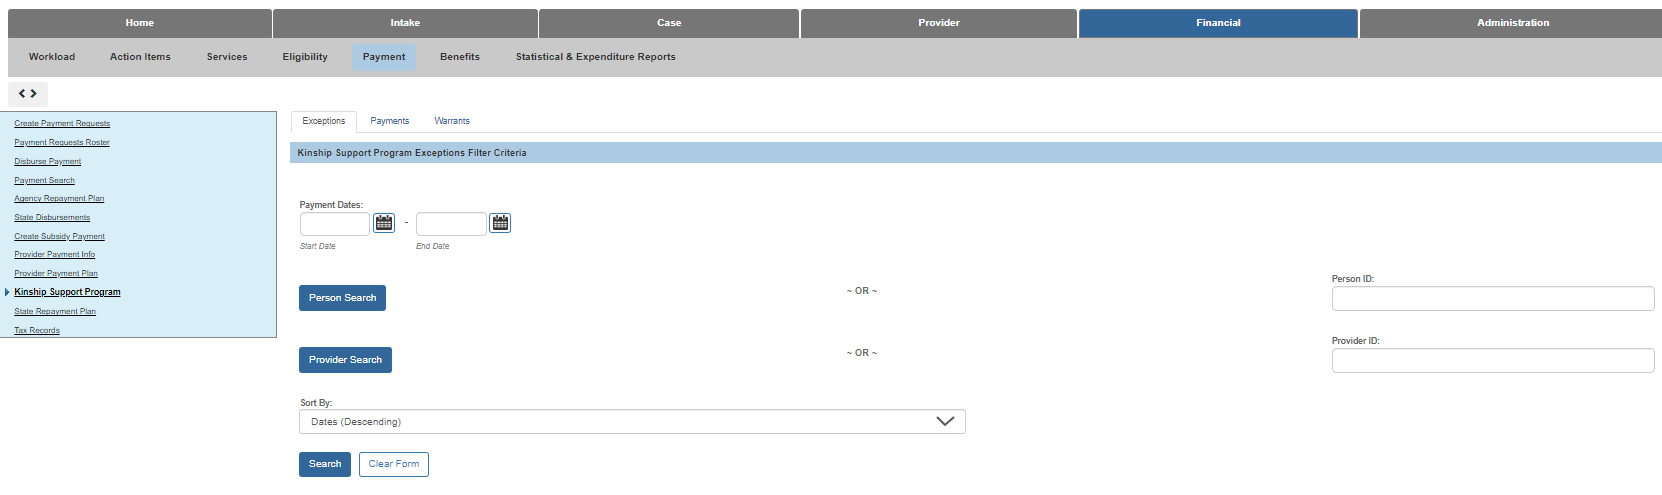 Home Intake Case Provider Financial Administration
Workload Action Items Services Eligibility Payment Benefits Statistical & Expenditure Reports
Create Payment Requests
Payment Requests Roster
Disburse Payment
Payment Search
Agency Repayment Plan
State Disbursements
Create Subsidy Payment
Provider Payment Info
Provider Payment Plan
Kinship Support Program
State Repayment Plan
Tax Records
Exceptions Payments Warrants
Kinship Support Program Exceptions Filter Criteria
Payment Dates:
-
Start Date End Date
Person Search ~ OR ~ Person ID:
Provider Search ~ OR ~ Provider ID:
Sort By:
Dates (Descending)
Search Clear Form